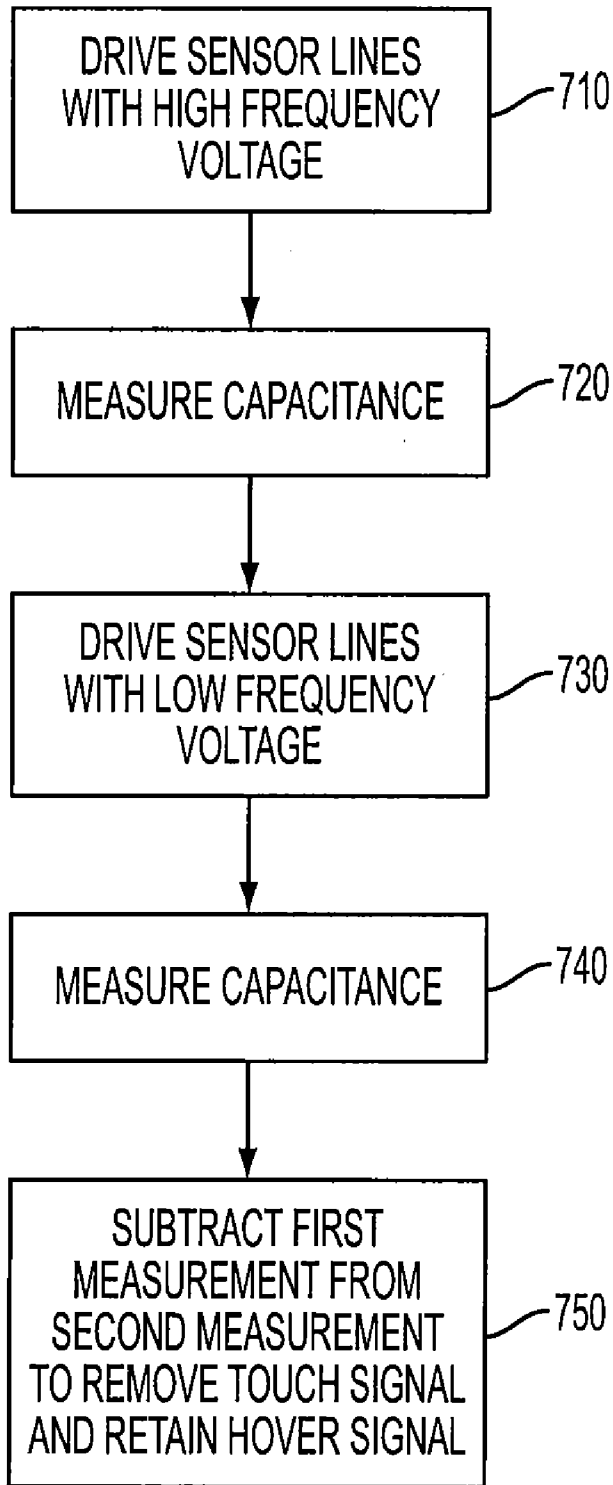 DRIVE SENSOR LINES
WITH HIGH FREQUENCY
VOLTAGE
710
MEASURE CAPACITANCE
720
DRIVE SENSOR LINES
WITH LOW FREQUENCY
VOLTAGE
730
MEASURE CAPACITANCE
740
SUBTRACT FIRST
MEASUREMENT FROM
SECOND MEASUREMENT
TO REMOVE TOUCH SIGNAL
AND RETAIN HOVER SIGNAL
750